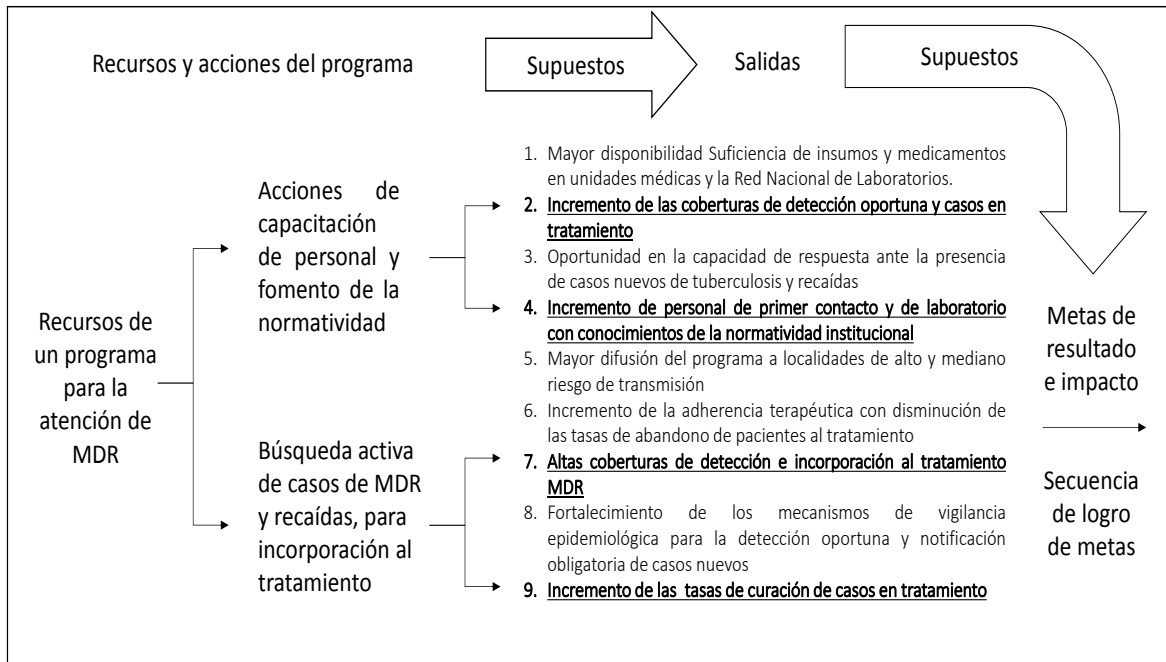 Recursos y acciones del programa
Supuestos
Salidas
Supuestos
Recursos de
un programa
para la
atención de
MDR
Acciones de
capacitación
de personal y
fomento de la
normatividad
Búsqueda activa
de casos de MDR
y recaídas, para
incorporación al
tratamiento
1. Mayor disponibilidad Suficiencia de insumos y medicamentos
en unidades médicas y la Red Nacional de Laboratorios.
2. Incremento de las coberturas de detección oportuna y casos en
tratamiento
3. Oportunidad en la capacidad de respuesta ante la presencia
de casos nuevos de tuberculosis y recaídas
4. Incremento de personal de primer contacto y de laboratorio
con conocimientos de la normatividad institucional
5. Mayor difusión del programa a localidades de alto y mediano
riesgo de transmisión
6. Incremento de la adherencia terapéutica con disminución de
las tasas de abandono de pacientes al tratamiento
7. Altas coberturas de detección e incorporación al tratamiento
MDR
8. Fortalecimiento de los mecanismos de vigilancia
epidemiológica para la detección oportuna y notificación
obligatoria de casos nuevos
9. Incremento de las tasas de curación de casos en tratamiento
Metas de
resultado
e impacto
Secuencia
de logro
de metas